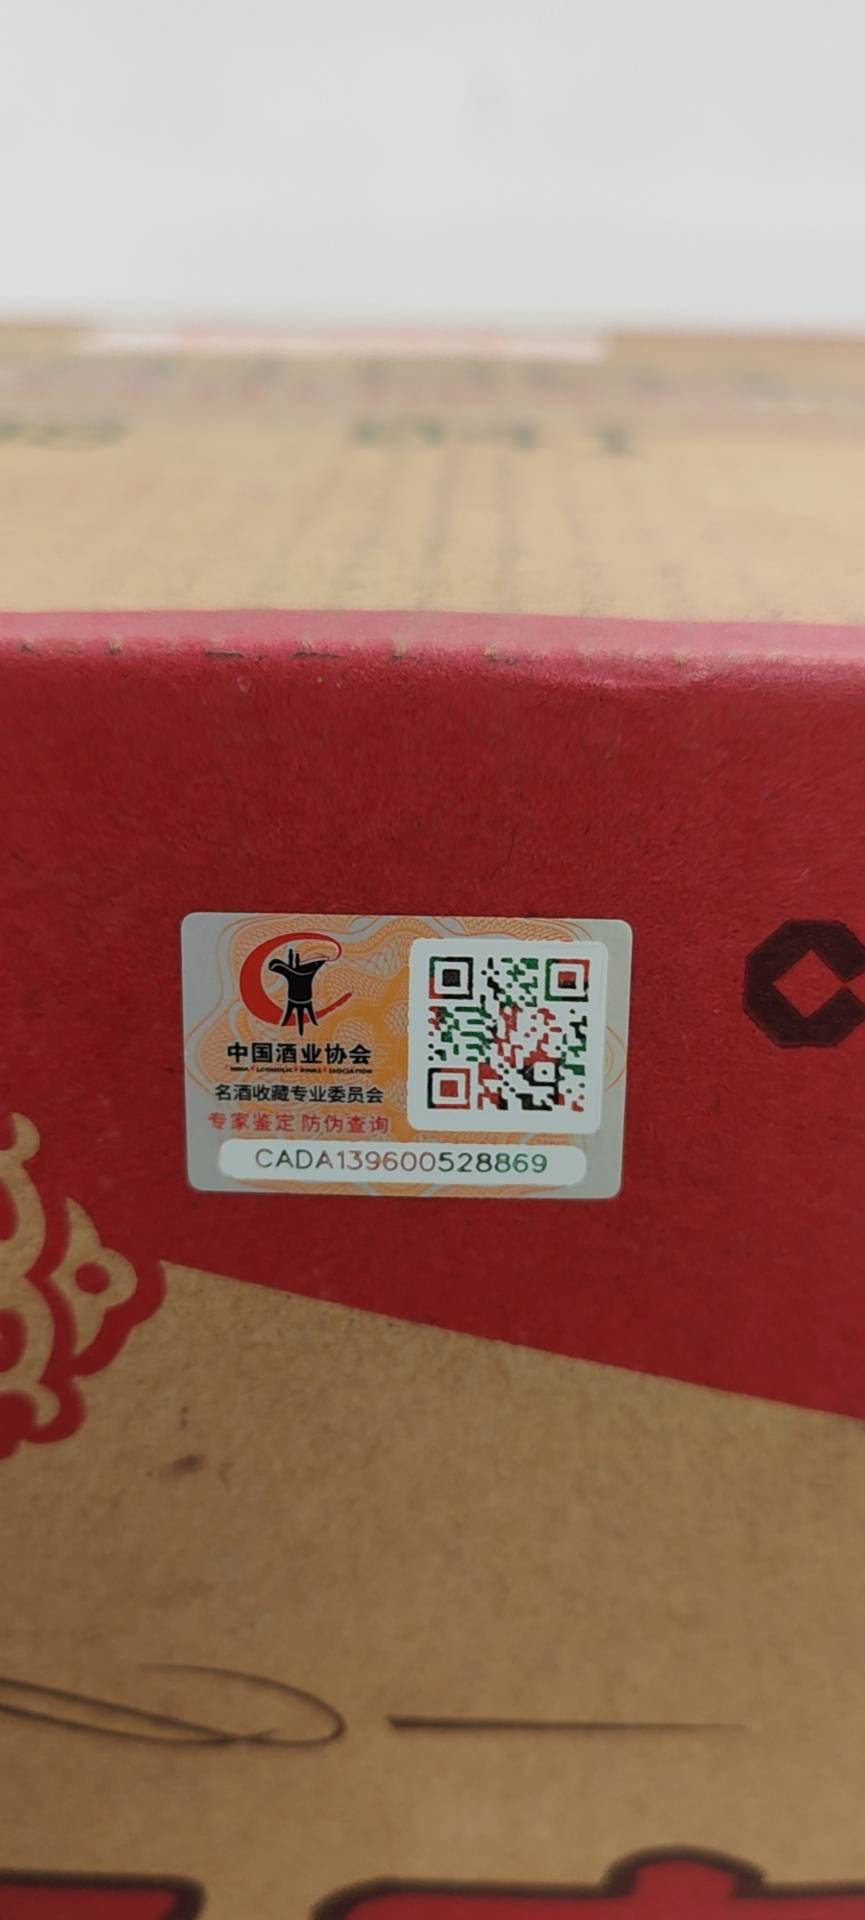 中国酒业协会
名酒收藏专业委员会
专家鉴定 防伪查询
CADA139600528869